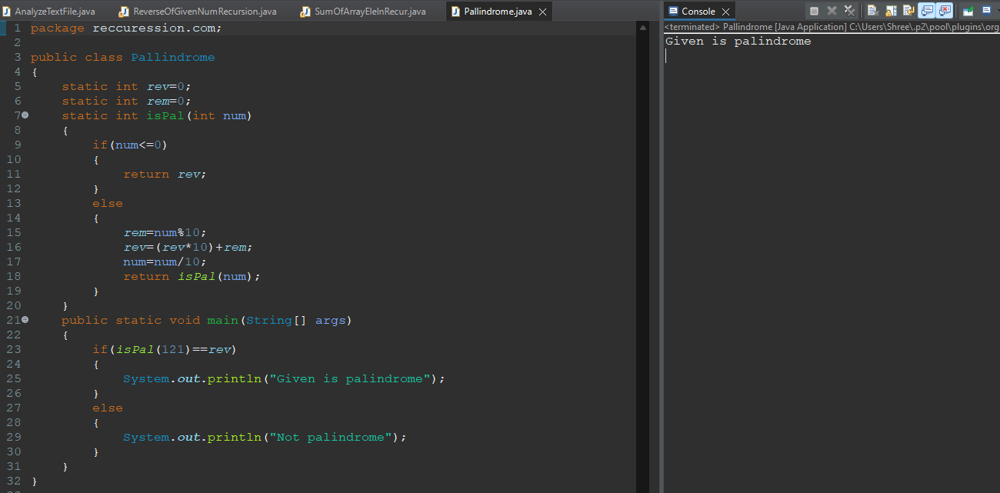 AnalyzeTextFile.java ReverseOfGivenNumRecursion.java SumOfArrayEleInRecur.java Pallindrome.java
1 package reccuression.com;
2
3 public class Pallindrome
4 {
5 static int rev=0;
6 static int rem=0;
7 static int isPal(int num)
8 {
9 if(num<=0)
10 {
11 return rev;
12 }
13 else
14 {
15 rem=num%10;
16 rev=(rev*10)+rem;
17 num=num/10;
18 return isPal(num);
19 }
20 }
21 public static void main(String[] args)
22 {
23 if(isPal(121)==rev)
24 {
25 System.out.println("Given is palindrome");
26 }
27 else
28 {
29 System.out.println("Not palindrome");
30 }
31 }
32 }
Console
<terminated> Pallindrome [Java Application] C:\Users\Shree\.p2\pool\plugins\org
Given is palindrome